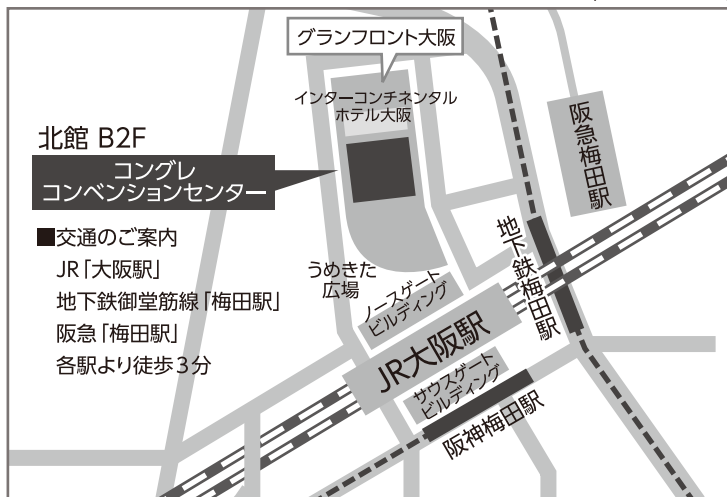 グランフロント大阪
インターコンチネンタル
ホテル大阪
北館 B2F
コングレ
コンベンションセンター
■交通のご案内
JR「大阪駅」
地下鉄御堂筋線「梅田駅」
阪急「梅田駅」
各駅より徒歩3分
うめきた
広場
ノースゲート
ビルディング
JR大阪駅
サウスゲート
ビルディング
阪神梅田駅
地下鉄梅田駅
阪急梅田駅